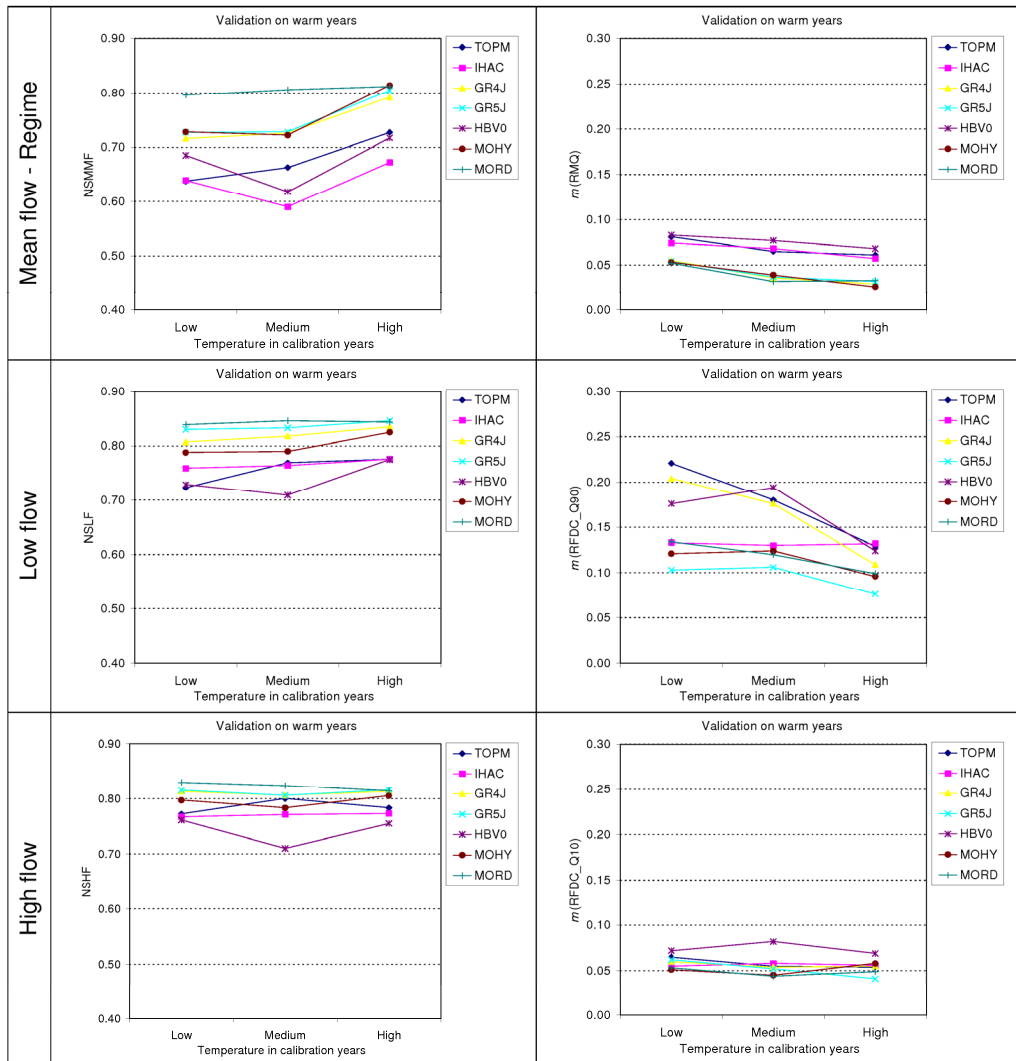 Mean flow - Regime
Validation on warm years
NSMMF
0.90
0.80
0.70
0.60
0.50
0.40
Low
Medium
High
Temperature in calibration years
TOPM
IHAC
GR4J
GR5J
HBV0
MOHY
MORD
Validation on warm years
m(RMQ)
0.30
0.25
0.20
0.15
0.10
0.05
0.00
Low
Medium
High
Temperature in calibration years
TOPM
IHAC
GR4J
GR5J
HBV0
MOHY
MORD
Low flow
Validation on warm years
NSLF
0.90
0.80
0.70
0.60
0.50
0.40
Low
Medium
High
Temperature in calibration years
TOPM
IHAC
GR4J
GR5J
HBV0
MOHY
MORD
Validation on warm years
m(RFDC_Q90)
0.30
0.25
0.20
0.15
0.10
0.05
0.00
Low
Medium
High
Temperature in calibration years
TOPM
IHAC
GR4J
GR5J
HBV0
MOHY
MORD
High flow
Validation on warm years
NSHF
0.90
0.80
0.70
0.60
0.50
0.40
Low
Medium
High
Temperature in calibration years
TOPM
IHAC
GR4J
GR5J
HBV0
MOHY
MORD
Validation on warm years
m(RFDC_Q10)
0.30
0.25
0.20
0.15
0.10
0.05
0.00
Low
Medium
High
Temperature in calibration years
TOPM
IHAC
GR4J
GR5J
HBV0
MOHY
MORD